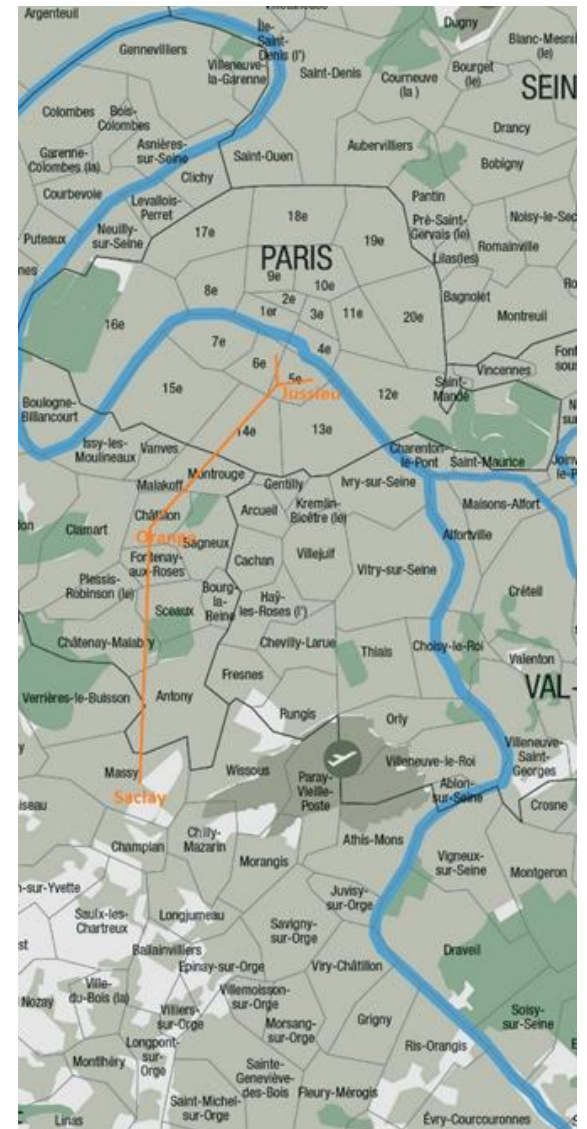 Argenteuil
Île-
Saint-
Denis (l')
Dugny
Gennevilliers
Villeneuve-
la-Garenne
Saint-Denis
Courneuve
(la )
Bourget
(le)
Blanc-Mesnil
(le)
SEIN
Colombes
Bois-
Colombes
Drancy
Garenne-
Colombes (la)
Asnières-
sur-Seine
Saint-Ouen
Aubervilliers
Bobigny
Courbevoie
Clichy
Levallois-
Perret
Pantin
Puteaux
Neuilly-
sur-Seine
17e
18e
19e
Pré-Saint-
Gervais (le)
Noisy-le-Sec
PARIS
Lilas(les)
Romainville
nes
8e
9e
10e
2e
1er
3e
11e
20e
Bagnolet
Montreuil
16e
7e
6e
4e
5e
Jussieu
Vincennes
Saint-
Mandé
15e
12e
14e
13e
Boulogne-
Billancourt
Issy-les-
Moulineaux
Vanves
Charenton-
le-Pont
Saint-Maurice
Malakoff
Montrouge
Gentilly
Ivry-sur-Seine
Maisons-Alfort
Châtillon
Arcueil
Kremlin-
Bicêtre (le)
Clamart
Orange
Bagneux
Alfortville
Fontenay-
aux-Roses
Cachan
Villejuif
Vitry-sur-Seine
Plessis-
Robinson (le)
Bourg-
la-
Reine
Haÿ-
les-Roses (l')
Créteil
Sceaux
Châtenay-Malabry
Chevilly-Larue
Thiais
Choisy-le-Roi
Valenton
VAL-
Verrières-le-Buisson
Antony
Fresnes
Rungis
Orly
Villeneuve-le-Roi
Villeneuve-
Saint-
Georges
Massy
Wissous
Paray-
Vieille-
Poste
Ablon-
sur-Seine
Saclay
Crosne
Champlan
Chilly-
Mazarin
Athis-Mons
Morangis
Vigneux-
sur-Seine
Montgeron
n-sur-Yvette
Juvisy-
sur-Orge
Saulx-les-
Chartreux
Longjumeau
Savigny-
sur-Orge
Ballainvilliers
Epinay-sur-Orge
Viry-Châtillon
Draveil
Ville-
du-Bois (la)
Nozay
Villemoisson-
sur-Orge
Villiers-
sur-Orge
Morsang-
sur-Orge
Grigny
Soisy-
sur-Seine
Longpont-
sur-
Orge
Ris-Orangis
Montlhéry
Sainte-
Geneviève-
des-Bois
Fleury-Mérogis
Saint-Michel-
sur-Orge
Linas
Évry-Courcouronnes